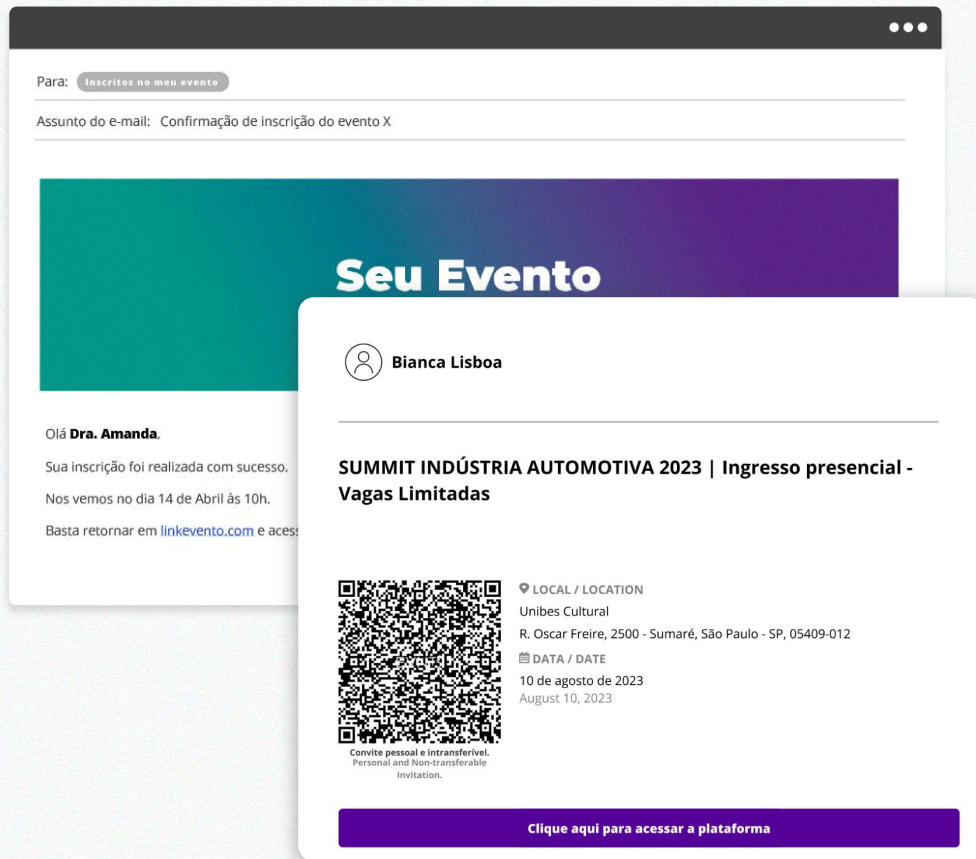 Para: Inscritos no meu evento
Assunto do e-mail: Confirmação de inscrição do evento X
Seu Evento
Olá Dra. Amanda,
Sua inscrição foi realizada com sucesso.
Nos vemos no dia 14 de Abril às 10h.
Basta retornar em linkevento.com e
Bianca Lisboa
SUMMIT INDÚSTRIA AUTOMOTIVA 2023 | Ingresso presencial -
Vagas Limitadas
LOCAL / LOCATION
Unibes Cultural
R. Oscar Freire, 2500 - Sumaré, São Paulo - SP, 05409-012
DATA / DATE
10 de agosto de 2023
August 10, 2023
Convite pessoal e intransferível.
Personal and Non-transferable
Invitation.
Clique aqui para acessar a plataforma